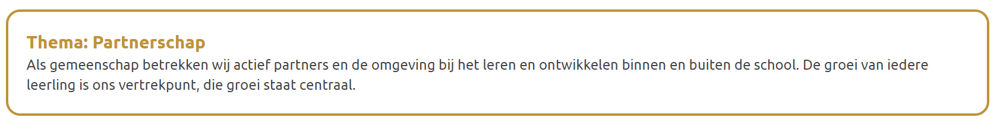 Thema: Partnerschap
Als gemeenschap betrekken wij actief partners en de omgeving bij het leren en ontwikkelen binnen en buiten de school. De groei van iedere
leerling is ons vertrekpunt, die groei staat centraal.